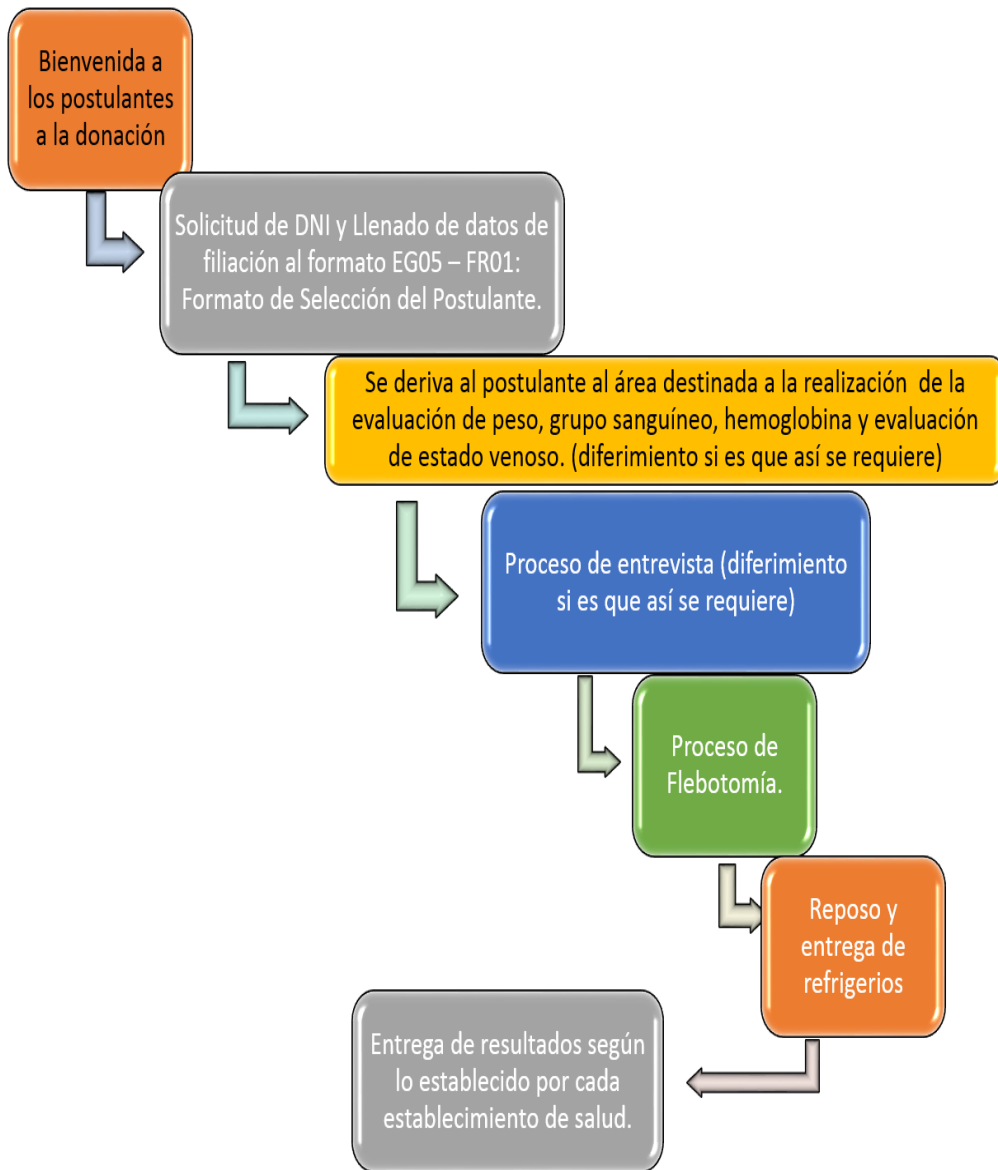 Bienvenida a
los postulantes
a la donación
Solicitud de DNI y Llenado de datos de
filiación al formato EG05 – FR01:
Formato de Selección del Postulante.
Se deriva al postulante al área destinada a la realización de la
evaluación de peso, grupo sanguíneo, hemoglobina y evaluación
de estado venoso. (diferimiento si es que así se requiere)
Proceso de entrevista (diferimiento
si es que así se requiere)
Proceso de
Flebotomía.
Reposo y
entrega de
refrigerios
Entrega de resultados según
lo establecido por cada
establecimiento de salud.